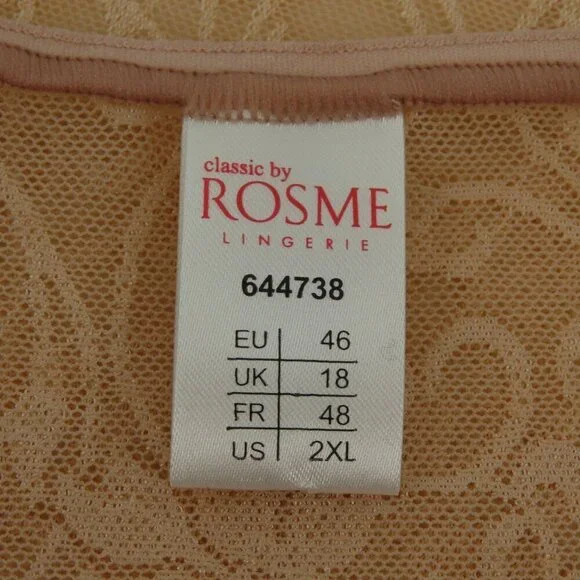 classic by
ROSME
LINGERIE
644738
EU 46
UK 18
FR 48
US 2XL